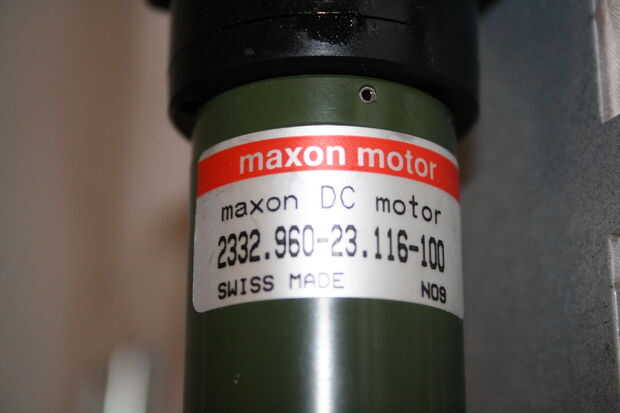 maxon motor
maxon DC motor
2332.960-23.116-100
SWISS MADE N09